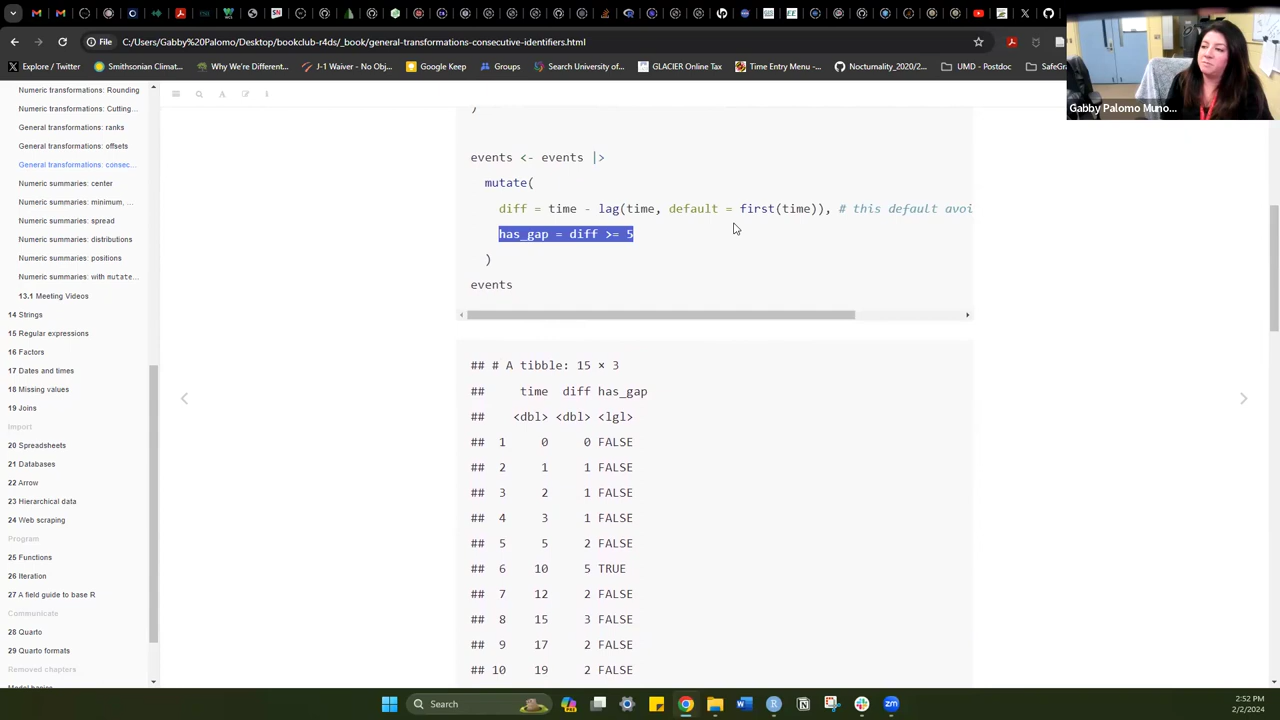 File
C:/Users/Gabby%20Palomo/Desktop/bookclub-r4ds/_book/general-transformations-consecutive-identifiers.html
Explore / Twitter
Smithsonian Climat...
Why We're Different...
J-1 Waiver - No Obj...
Google Keep
Search Universal...
GLACIER Online Tax
Time Entry Menu -...
Nocturnality_2020/2...
UMD - Postdoc
SafeGra
Gabby Palomo Muno...
Numeric transformations: Rounding
Numeric transformations: Cutting...
General transformations: ranks
General transformations: offsets
General transformations: consec...
Numeric summaries: center
Numeric summaries: minimum, ...
Numeric summaries: spread
Numeric summaries: distributions
Numeric summaries: positions
Numeric summaries: with mutate...
13.1 Meeting Videos
14 Strings
15 Regular expressions
16 Factors
17 Dates and times
18 Missing values
19 Joins
Import
20 Spreadsheets
21 Databases
22 Arrow
23 Hierarchical data
24 Web scraping
Program
25 Functions
26 Iteration
27 A field guide to base R
Communicate
28 Quarto
29 Quarto formats
Removed chapters
Model basics
)
events <- events |>
mutate(
diff = time - lag(time, default = first(time)), # this default avoi
has_gap = diff >= 5
)
events
## # A tibble: 15 × 3
## time diff has_gap
## <dbl> <dbl> <lgl>
## 1 0 0 FALSE
## 2 1 1 FALSE
## 3 2 1 FALSE
## 4 3 1 FALSE
## 5 5 2 FALSE
## 6 10 5 TRUE
## 7 12 2 FALSE
## 8 15 3 FALSE
## 9 17 2 FALSE
## 10 19 2 FALSE
Search
2:52 PM
2/2/2024